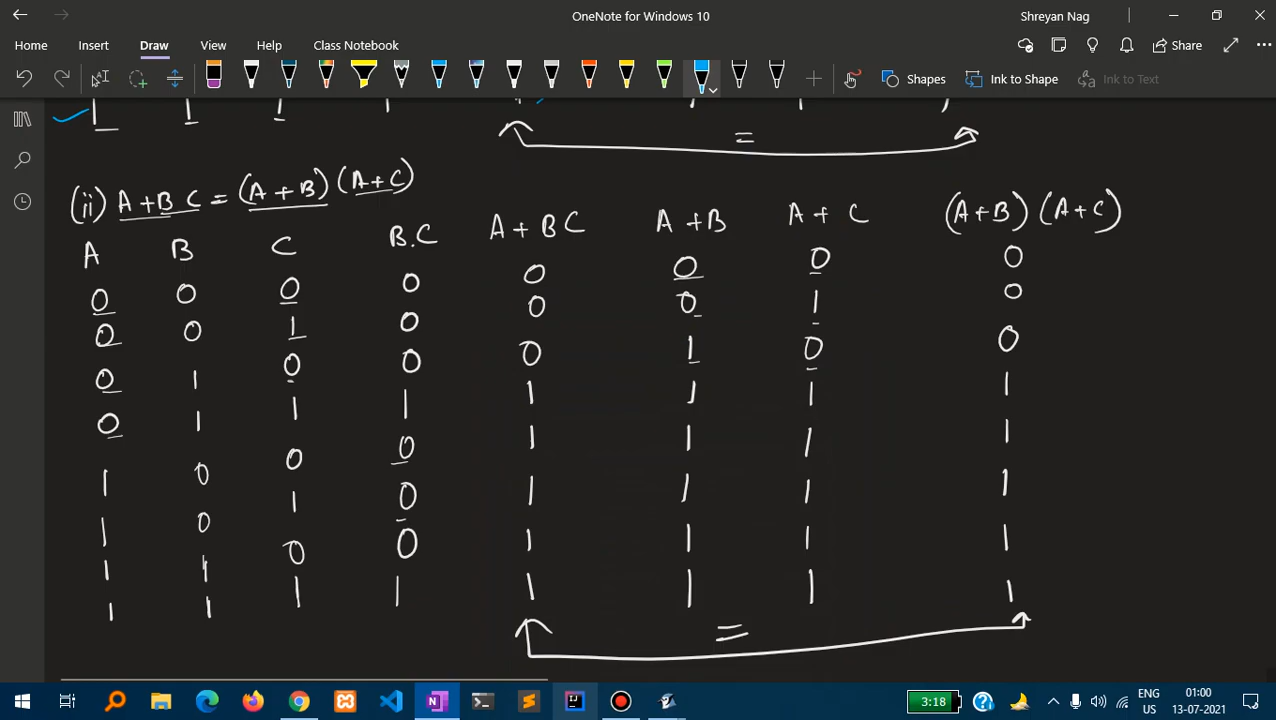 OneNote for Windows 10
Shreyan Nag
Home Insert Draw View Help Class Notebook Share
Shapes Ink to Shape Ink to Text
1 1 1 1
=
(ii) A+BC = (A+B) (A+C)
A B C B.C A+BC A+B A+C (A+B) (A+C)
0 0 0 0 0 0 0 0
0 0 1 0 0 0 1 0
0 1 0 0 0 1 0 0
0 1 1 1 1 1 1 1
1 0 0 0 1 1 1 1
1 0 1 0 1 1 1 1
1 1 0 0 1 1 1 1
1 1 1 1 1 1 1 1
=
3:18
ENG
US
01:00
13-07-2021